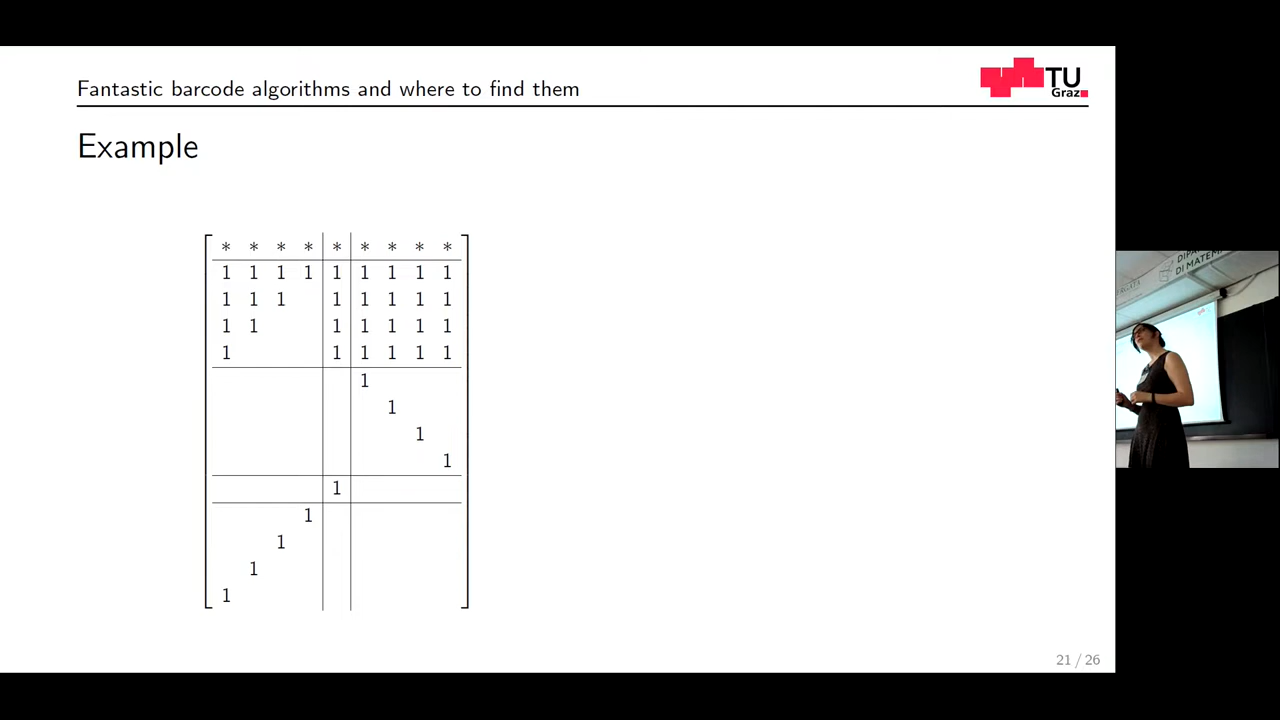 Fantastic barcode algorithms and where to find them
TU
Graz
Example
* * * * * * * * *
1 1 1 1 1 1 1 1 1
1 1 1 1 1 1 1 1
1 1 1 1 1 1 1
1 1 1 1 1 1
1
1
1
1
1
1
1
1
1
21 / 26
DI MATEM